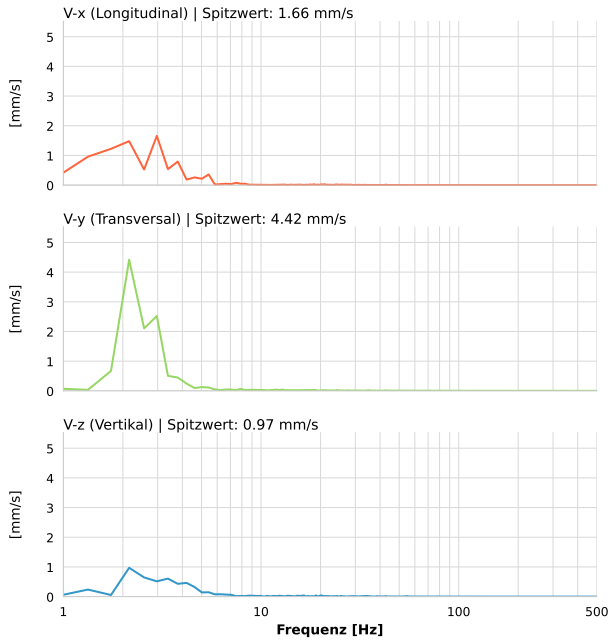 V-x (Longitudinal) | Spitzwert: 1.66 mm/s
5
4
3
2
1
0
[mm/s]
V-y (Transversal) | Spitzwert: 4.42 mm/s
5
4
3
2
1
0
[mm/s]
V-z (Vertikal) | Spitzwert: 0.97 mm/s
5
4
3
2
1
0
[mm/s]
1 10 100 500
Frequenz [Hz]